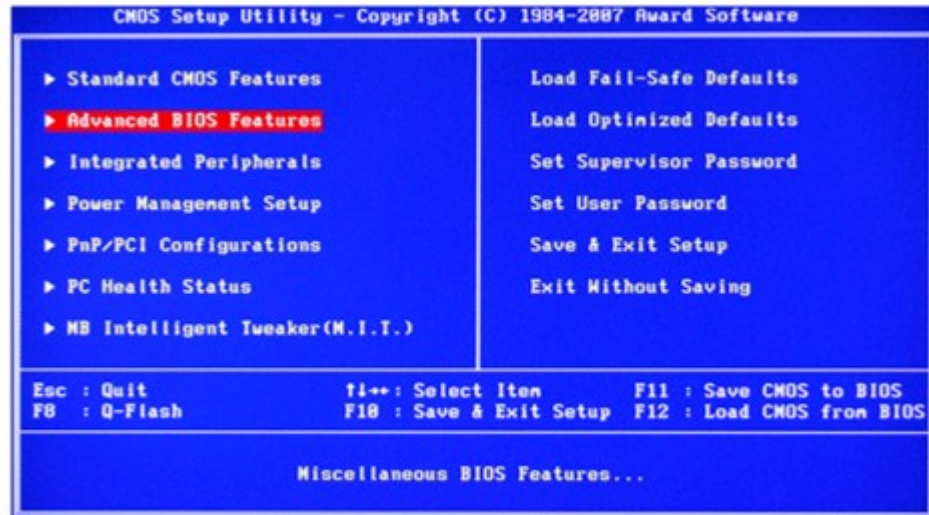 CMOS Setup Utility - Copyright (C) 1984-2007 Award Software
▶ Standard CMOS Features
▶ Advanced BIOS Features
▶ Integrated Peripherals
▶ Power Management Setup
▶ PnP/PCI Configurations
▶ PC Health Status
▶ MB Intelligent Tweaker(M.I.T.)
Load Fail-Safe Defaults
Load Optimized Defaults
Set Supervisor Password
Set User Password
Save & Exit Setup
Exit Without Saving
Esc : Quit ↑↓→←: Select Item F11 : Save CMOS to BIOS
F8 : Q-Flash F10 : Save & Exit Setup F12 : Load CMOS from BIOS
Miscellaneous BIOS Features...